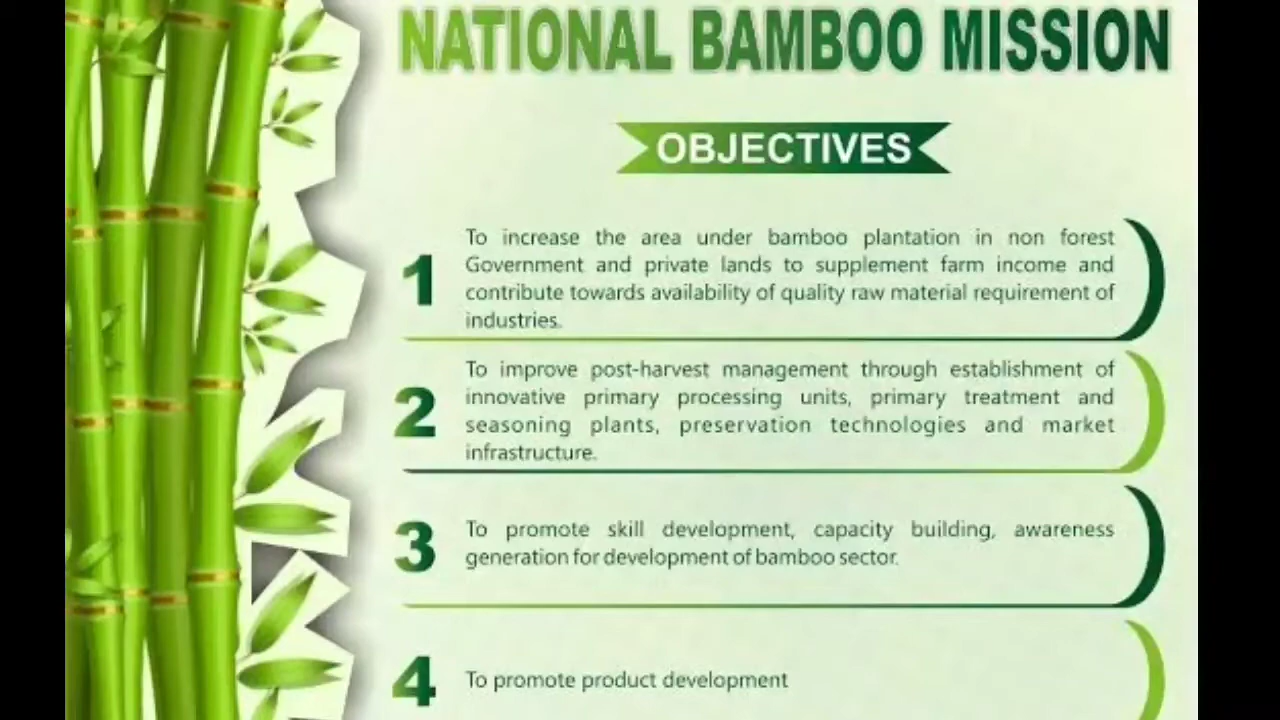 NATIONAL BAMBOO MISSION
OBJECTIVES
1
To increase the area under bamboo plantation in non forest
Government and private lands to supplement farm income and
contribute towards availability of quality raw material requirement of
industries.
2
To improve post-harvest management through establishment of
innovative primary processing units, primary treatment and
seasoning plants, preservation technologies and market
infrastructure.
3
To promote skill development, capacity building, awareness
generation for development of bamboo sector.
4
To promote product development